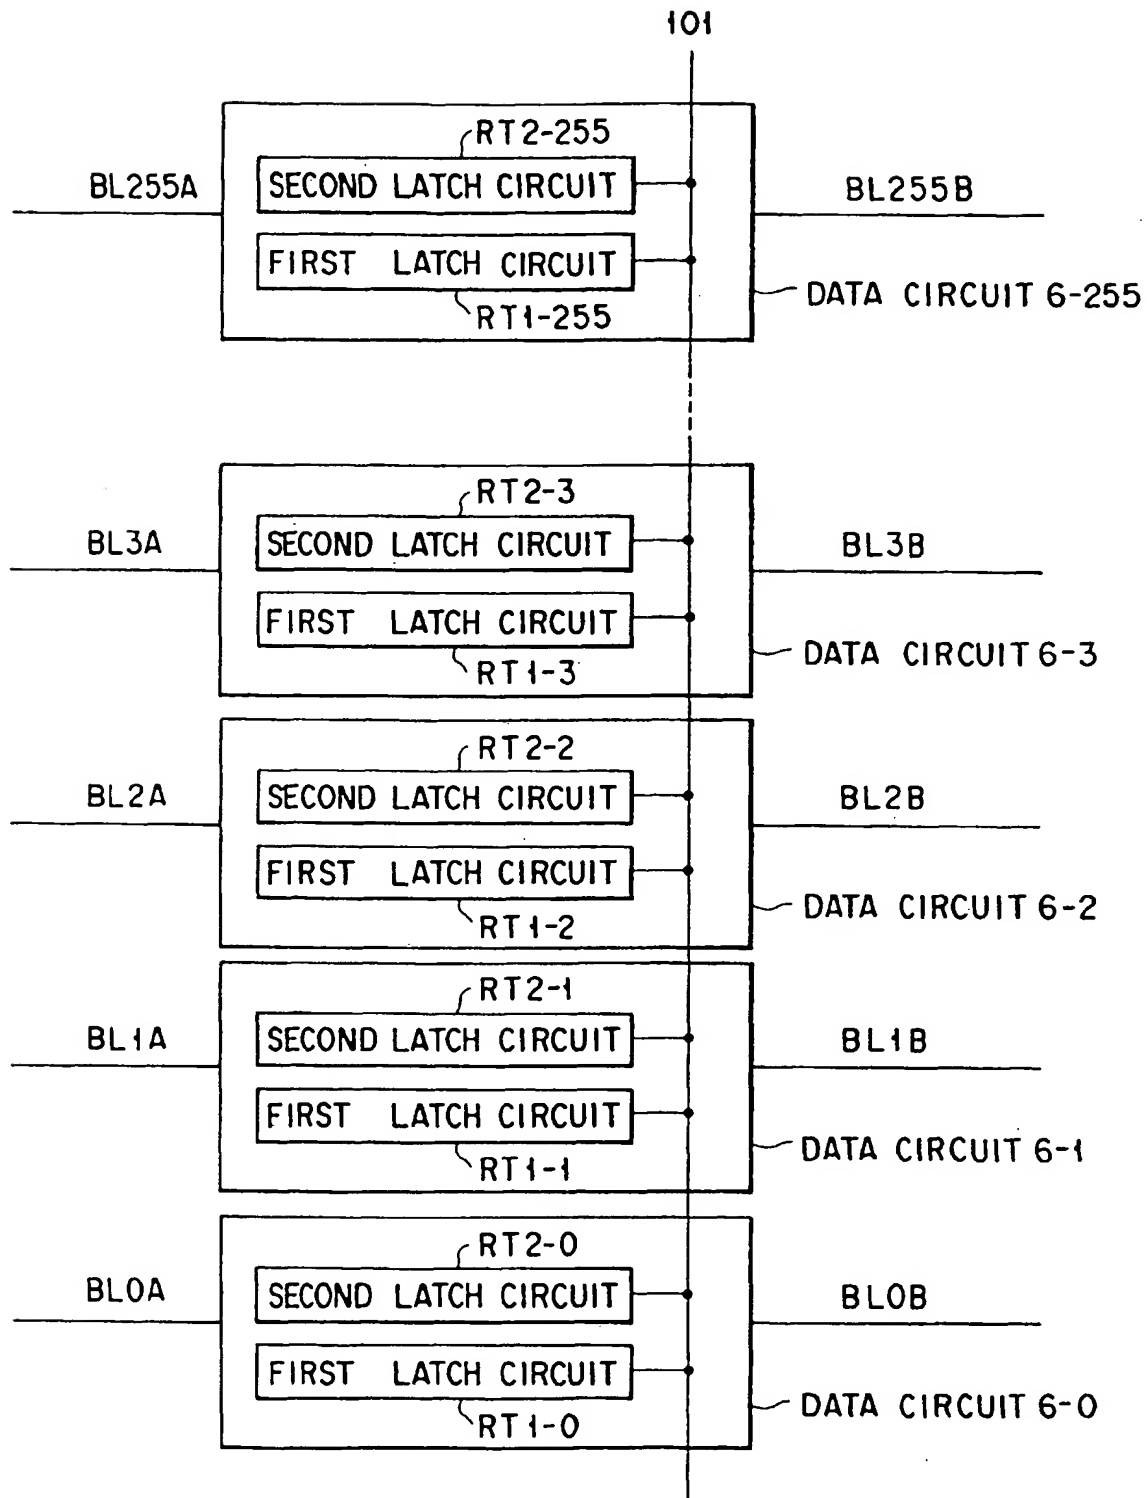 101
RT2-255
BL255A
SECOND LATCH CIRCUIT
BL255B
FIRST LATCH CIRCUIT
RT1-255
DATA CIRCUIT 6-255
RT2-3
BL3A
SECOND LATCH CIRCUIT
BL3B
FIRST LATCH CIRCUIT
RT1-3
DATA CIRCUIT 6-3
RT2-2
BL2A
SECOND LATCH CIRCUIT
BL2B
FIRST LATCH CIRCUIT
RT1-2
DATA CIRCUIT 6-2
RT2-1
BL1A
SECOND LATCH CIRCUIT
BL1B
FIRST LATCH CIRCUIT
RT1-1
DATA CIRCUIT 6-1
RT2-0
BL0A
SECOND LATCH CIRCUIT
BL0B
FIRST LATCH CIRCUIT
RT1-0
DATA CIRCUIT 6-0